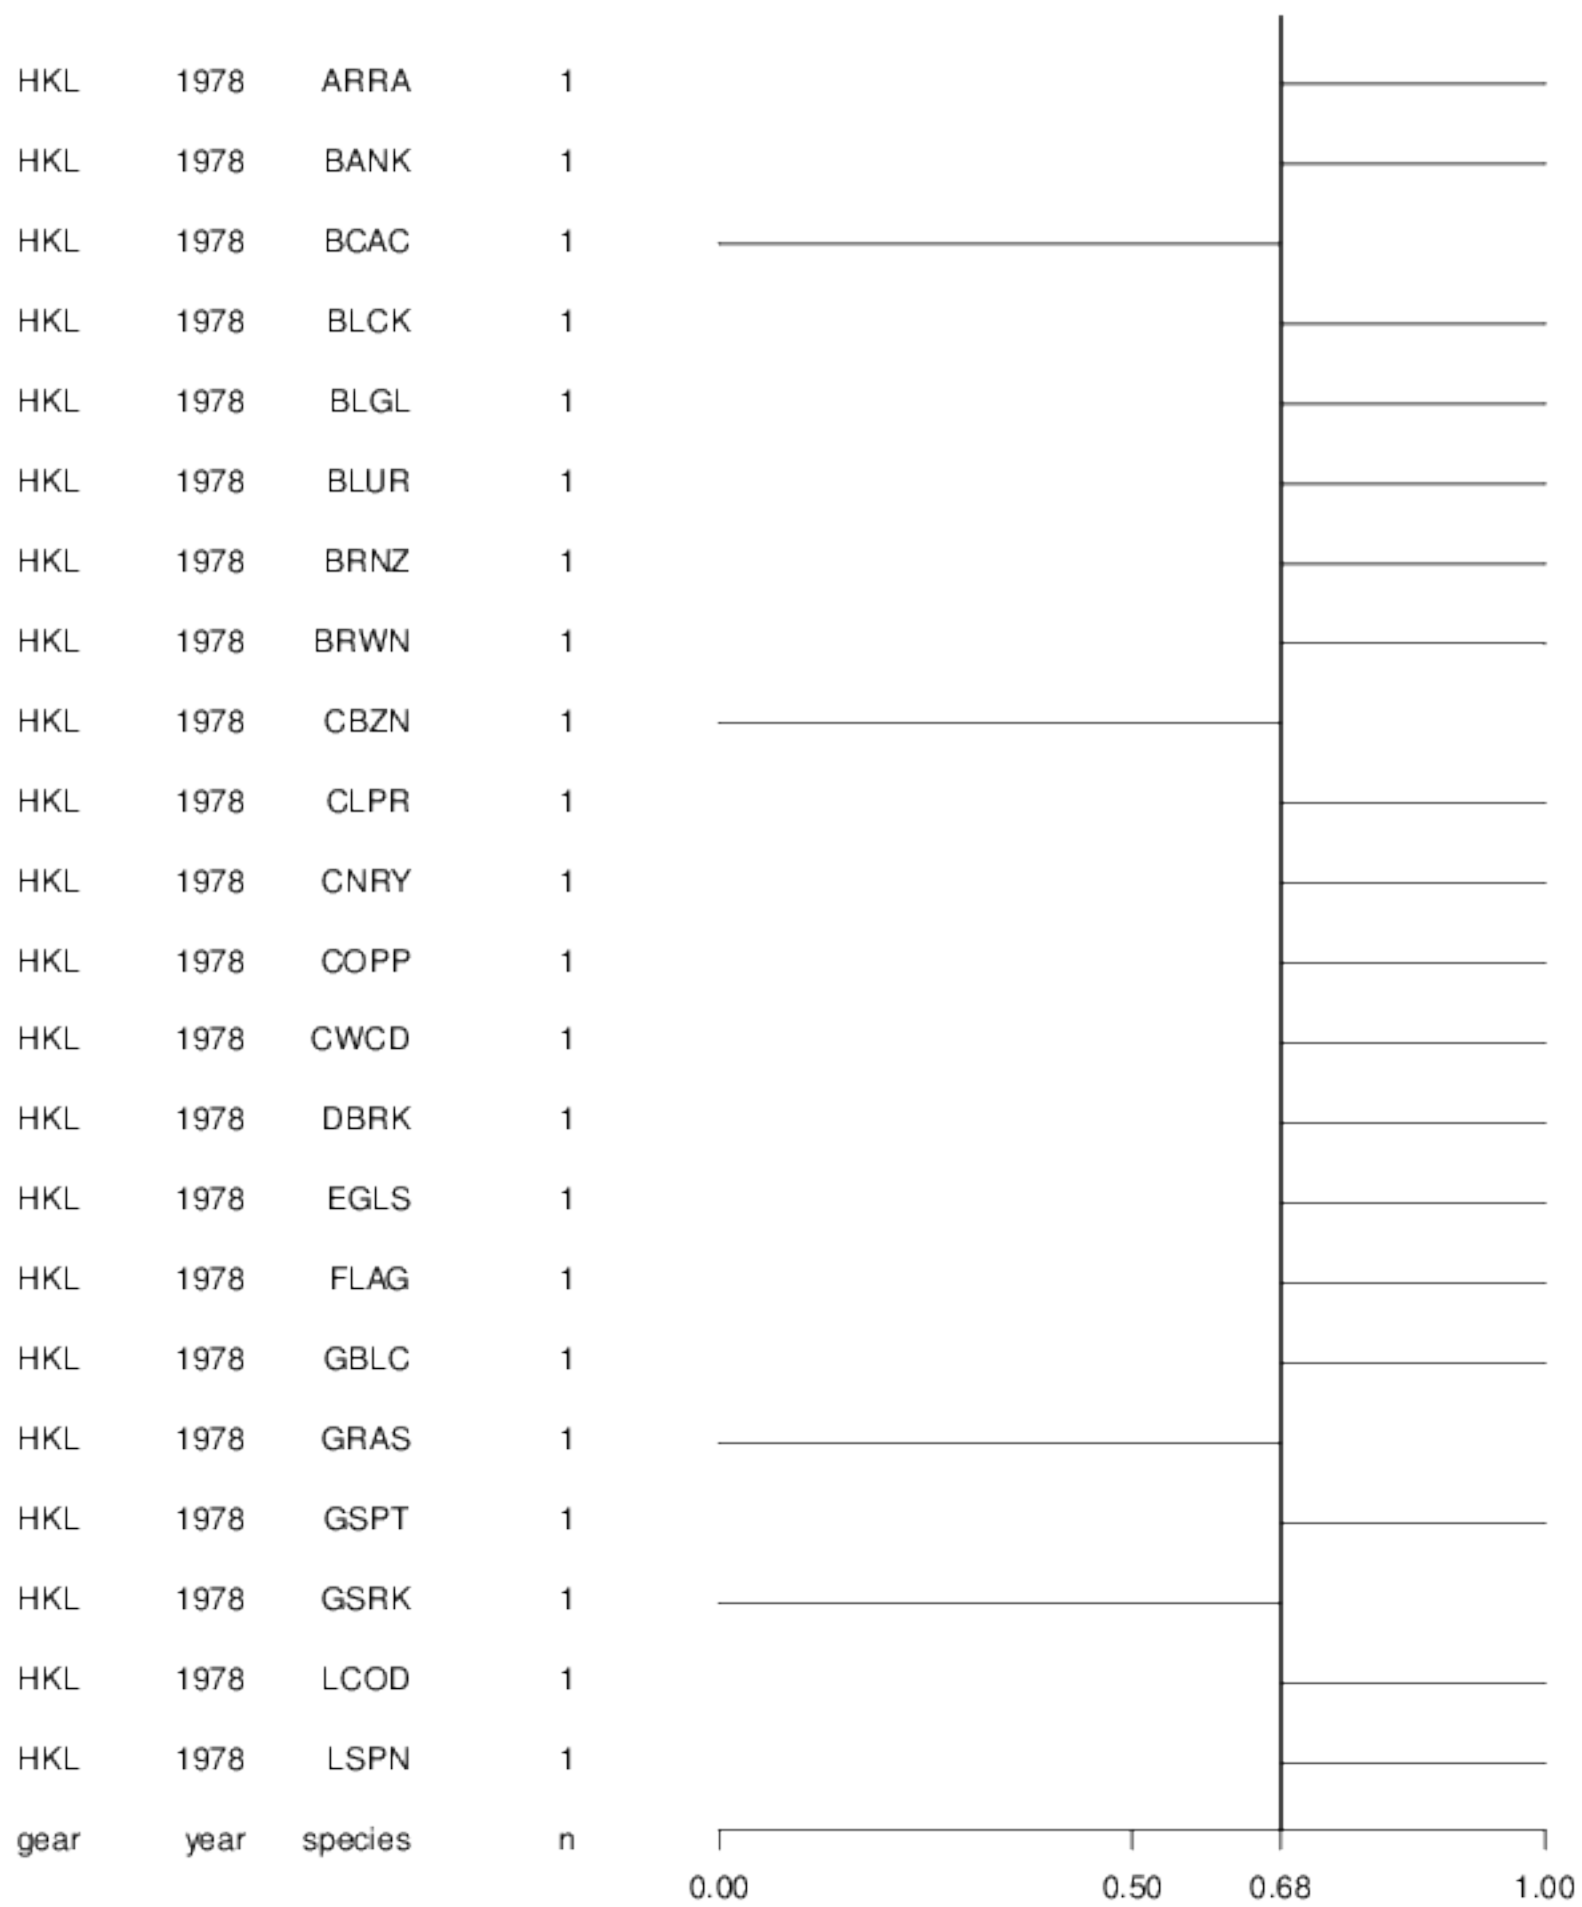 HKL 1978 ARRA 1
HKL 1978 BANK 1
HKL 1978 BCAC 1
HKL 1978 BLCK 1
HKL 1978 BLGL 1
HKL 1978 BLUR 1
HKL 1978 BRNZ 1
HKL 1978 BRWN 1
HKL 1978 CBZN 1
HKL 1978 CLPR 1
HKL 1978 CNRY 1
HKL 1978 COPP 1
HKL 1978 CWCD 1
HKL 1978 DBRK 1
HKL 1978 EGLS 1
HKL 1978 FLAG 1
HKL 1978 GBLC 1
HKL 1978 GRAS 1
HKL 1978 GSPT 1
HKL 1978 GSRK 1
HKL 1978 LCOD 1
HKL 1978 LSPN 1
gear year species n
0.00 0.50 0.68 1.00